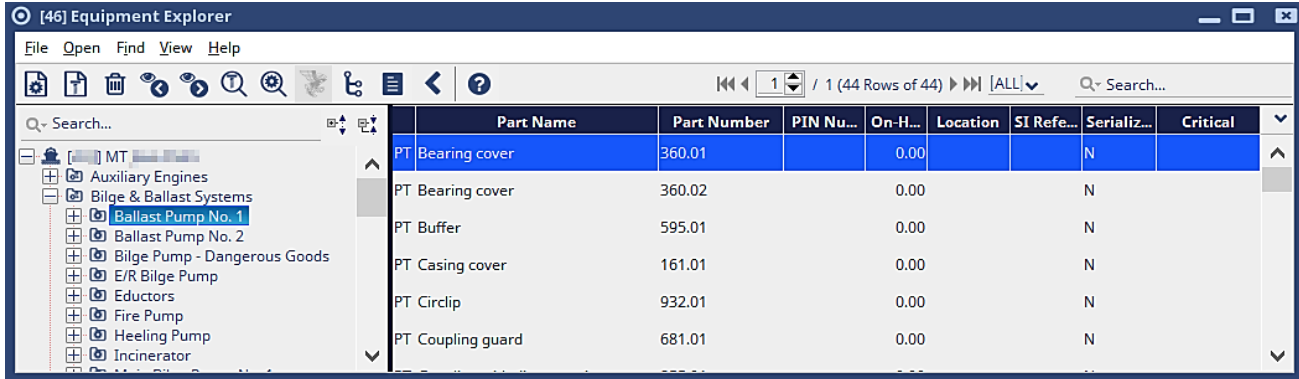 [46] Equipment Explorer
File Open Find View Help
1 / 1 (44 Rows of 44) [ALL] Search...
Search...
Part Name Part Number PIN Nu... On-H... Location SI Refe... Serializ... Critical
MT
Auxiliary Engines
Bilge & Ballast Systems
Ballast Pump No. 1
Ballast Pump No. 2
Bilge Pump - Dangerous Goods
E/R Bilge Pump
Eductors
Fire Pump
Heeling Pump
Incinerator
PT Bearing cover 360.01 0.00 N
PT Bearing cover 360.02 0.00 N
PT Buffer 595.01 0.00 N
PT Casing cover 161.01 0.00 N
PT Circlip 932.01 0.00 N
PT Coupling guard 681.01 0.00 N